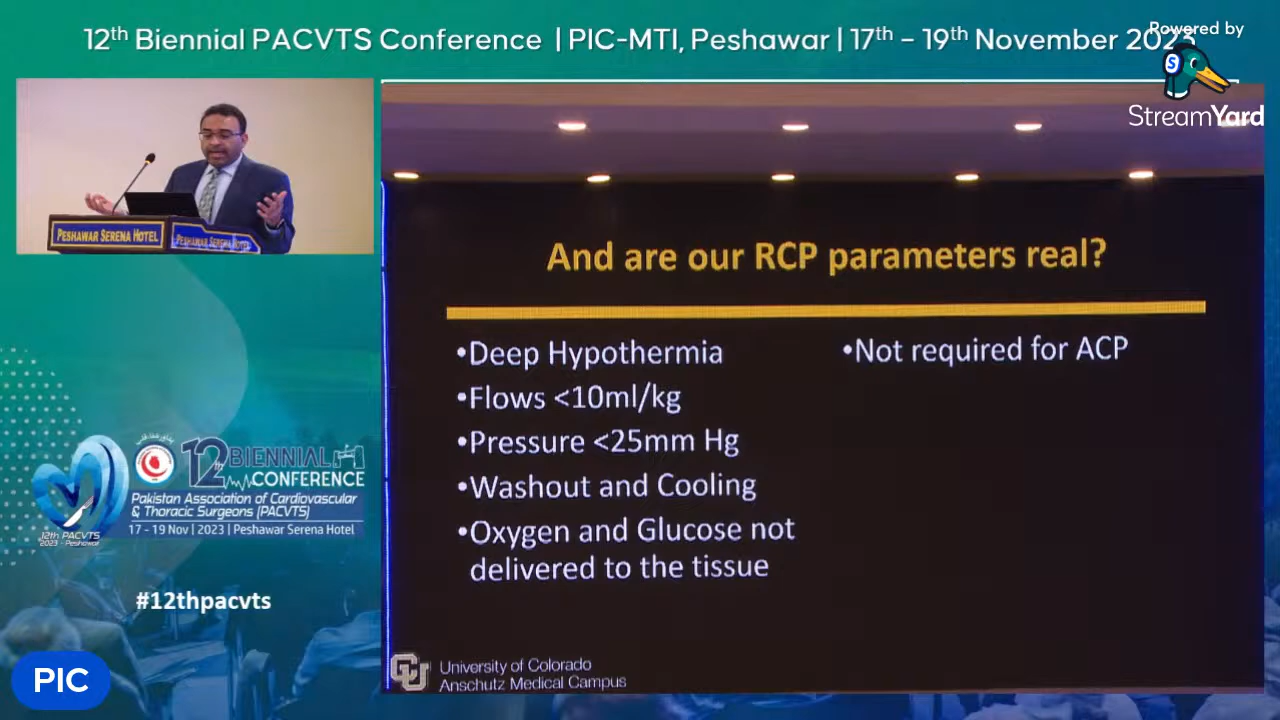 12th Biennial PACVTS Conference | PIC-MTI, Peshawar | 17th – 19th November 2023
Powered by
StreamYard
PESHAWAR SERENA HOTEL
PESHAWAR SERENA HOTEL
And are our RCP parameters real?
•Deep Hypothermia
•Flows <10ml/kg
•Pressure <25mm Hg
•Washout and Cooling
•Oxygen and Glucose not
delivered to the tissue
•Not required for ACP
University of Colorado
Anschutz Medical Campus
12th BIENNIAL
CONFERENCE
Pakistan Association of Cardiovascular
& Thoracic Surgeons (PACVTS)
17 - 19 Nov | 2023 | Peshawar Serena Hotel
12th PACVTS
2023 - Peshawar
#12thpacvts
PIC